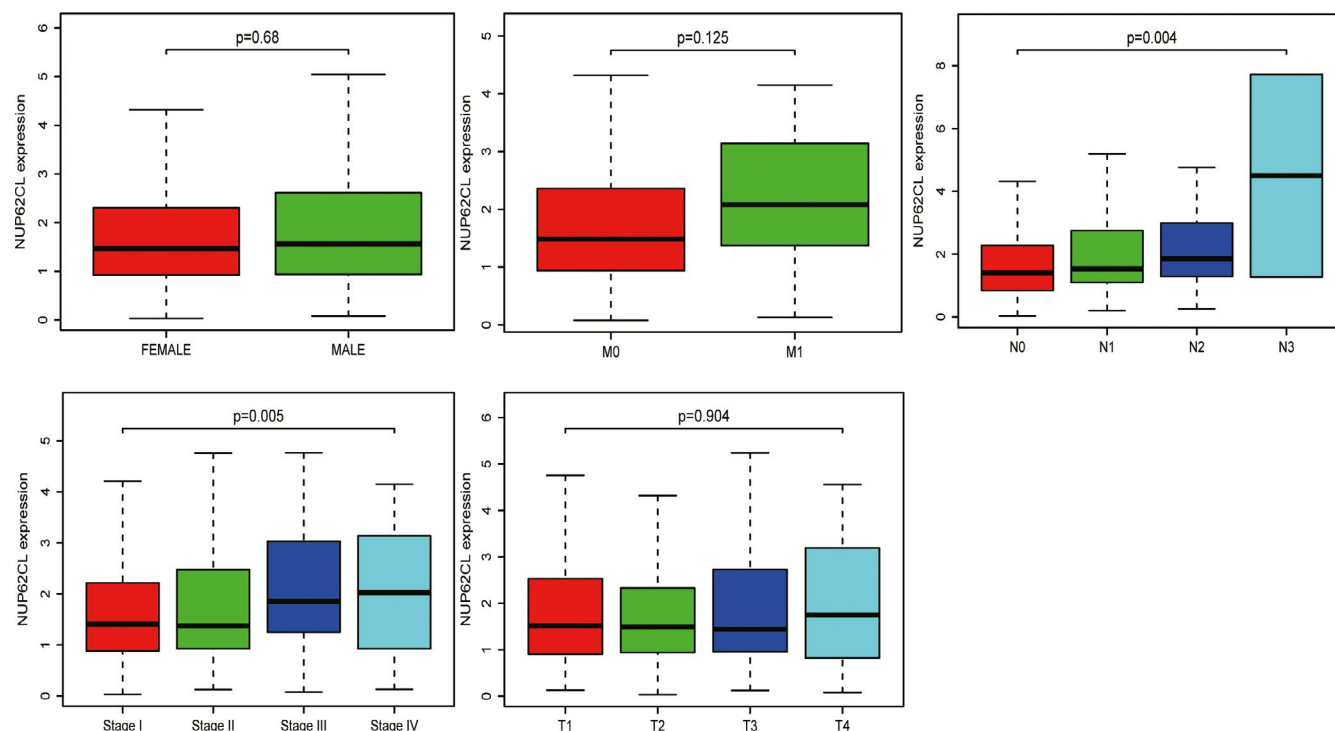 p=0.68
NUP62CL expression
0 1 2 3 4 5 6
FEMALE MALE
p=0.125
NUP62CL expression
0 1 2 3 4 5
M0 M1
p=0.004
NUP62CL expression
0 2 4 6 8
N0 N1 N2 N3
p=0.005
NUP62CL expression
0 1 2 3 4 5
Stage I Stage II Stage III Stage IV
p=0.904
NUP62CL expression
0 1 2 3 4 5 6
T1 T2 T3 T4